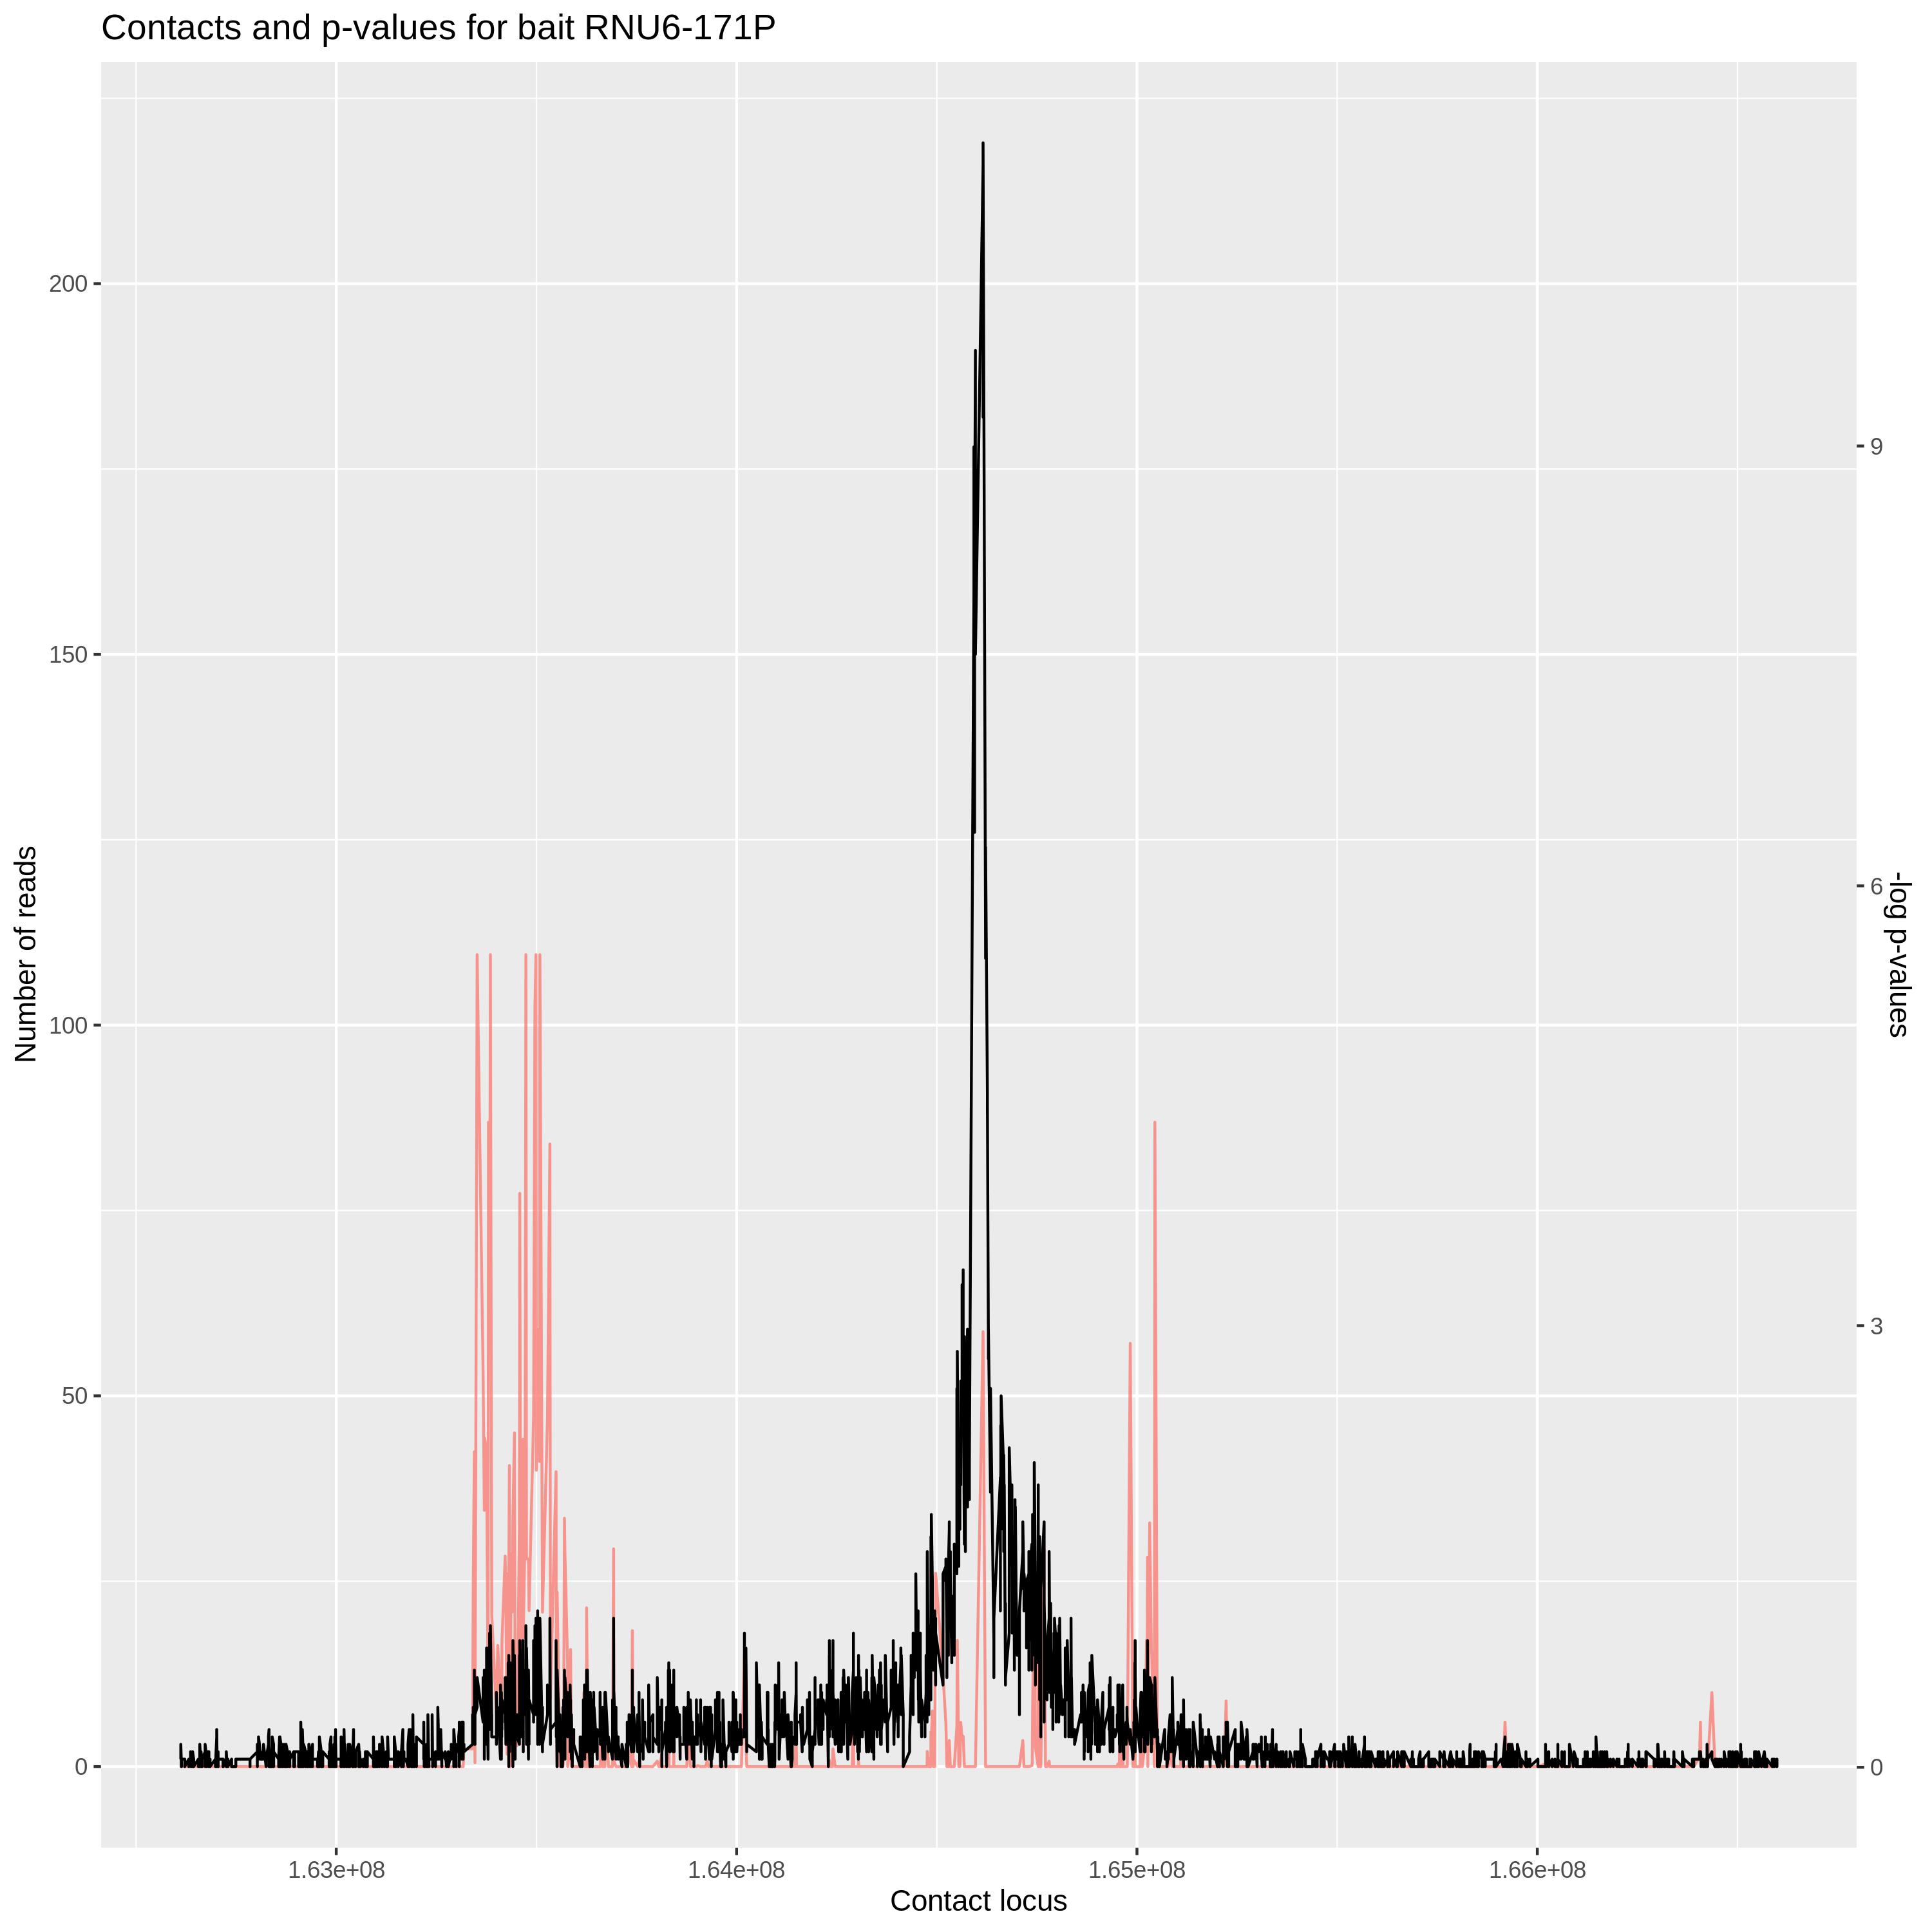 Contacts and p-values for bait RNU6-171P
200
150
100
50
0
9
6
3
0
Number of reads
-log p-values
1.63e+08
1.64e+08
1.65e+08
1.66e+08
Contact locus